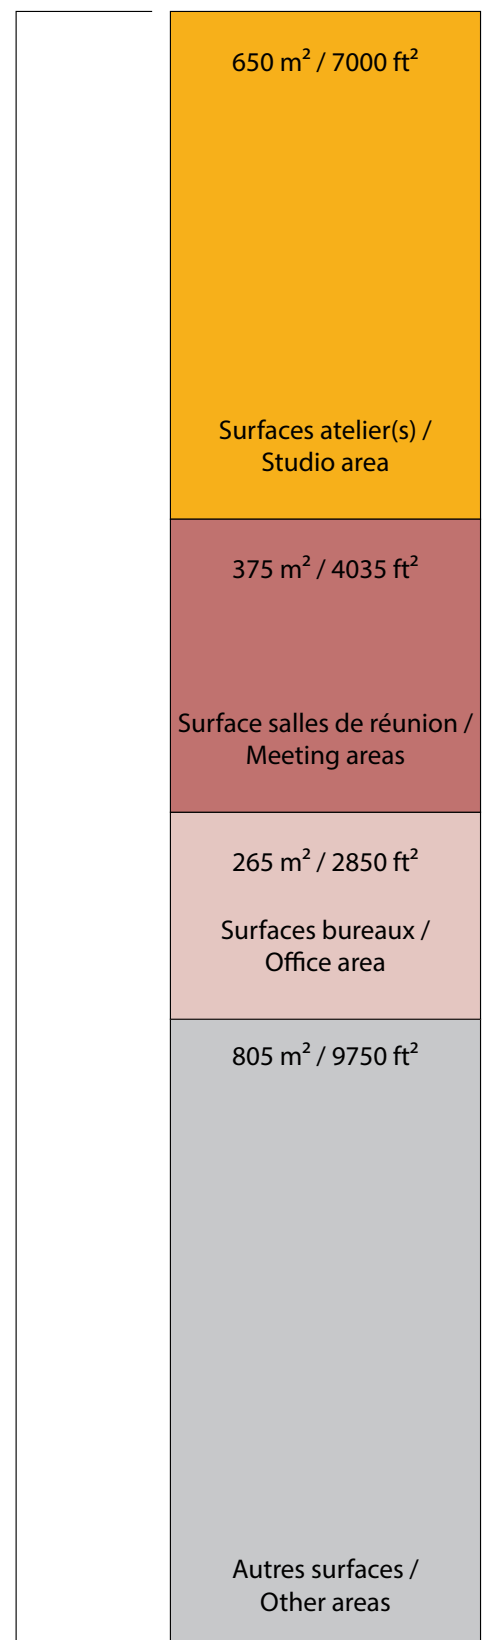 650 m² / 7000 ft²
Surfaces atelier(s) /
Studio area
375 m² / 4035 ft²
Surface salles de réunion /
Meeting areas
265 m² / 2850 ft²
Surfaces bureaux /
Office area
805 m² / 9750 ft²
Autres surfaces /
Other areas